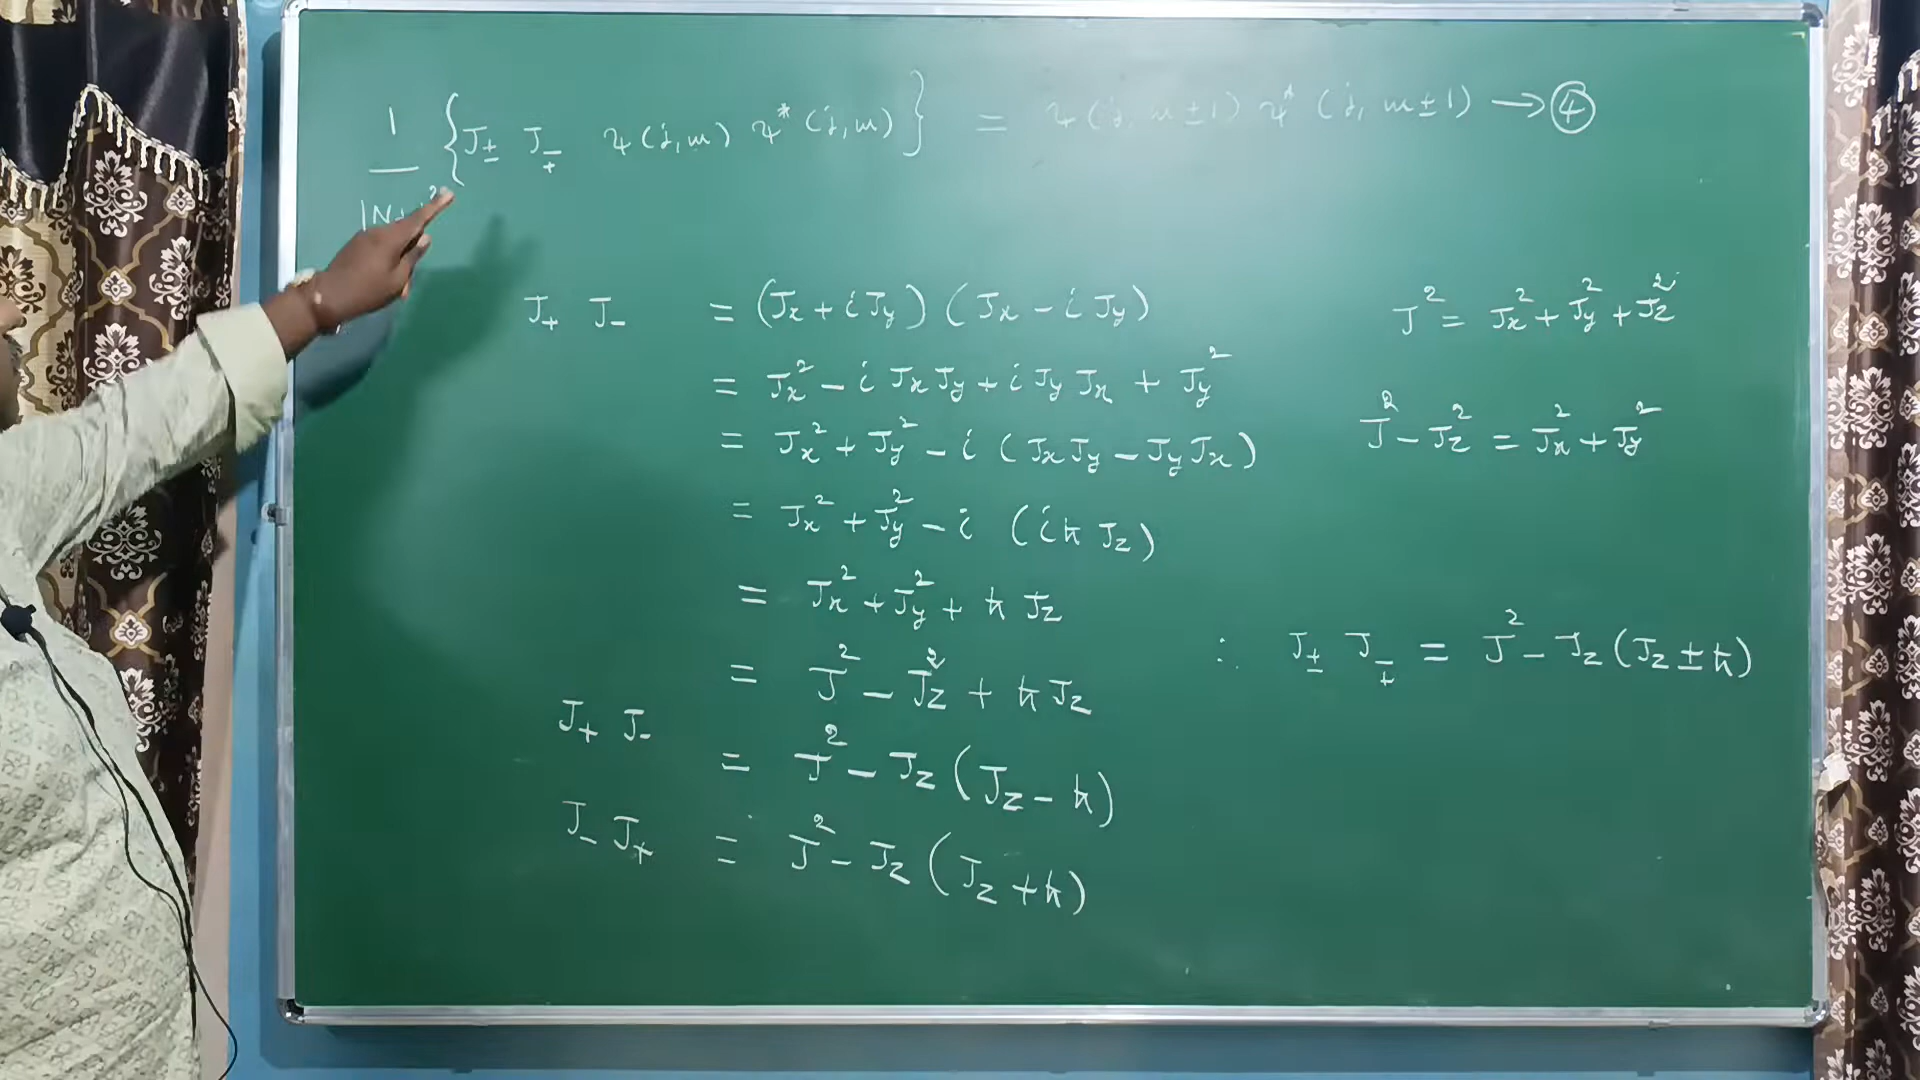 1/|N±|² {J± J∓ ψ(j,m) ψ*(j,m)} = ψ(j, m±1) ψ*(j, m±1) → ④
J₊ J₋ = (Jx + i Jy) (Jx - i Jy)
= Jx² - i Jx Jy + i Jy Jx + Jy²
= Jx² + Jy² - i (Jx Jy - Jy Jx)
= Jx² + Jy² - i (iħ Jz)
= Jx² + Jy² + ħ Jz
= J² - Jz² + ħ Jz
J₊ J₋ = J² - Jz (Jz - ħ)
J₋ J₊ = J² - Jz (Jz + ħ)
J² = Jx² + Jy² + Jz²
J² - Jz² = Jx² + Jy²
∴ J± J∓ = J² - Jz (Jz ± ħ)